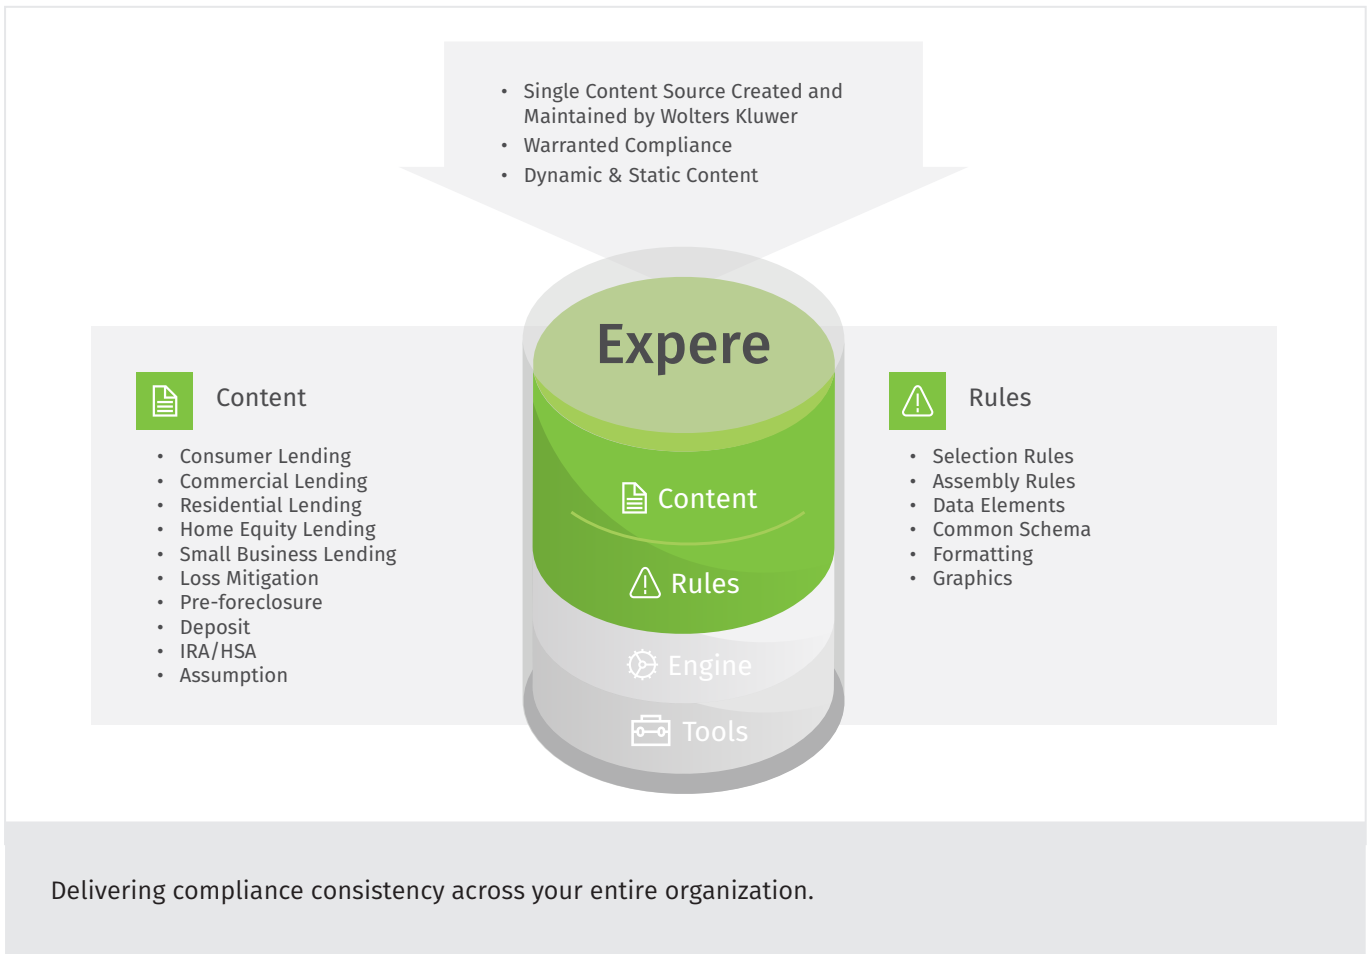 • Single Content Source Created and
Maintained by Wolters Kluwer
• Warranted Compliance
• Dynamic & Static Content
Expere
Content
Rules
Engine
Tools
Content
• Consumer Lending
• Commercial Lending
• Residential Lending
• Home Equity Lending
• Small Business Lending
• Loss Mitigation
• Pre-foreclosure
• Deposit
• IRA/HSA
• Assumption
Rules
• Selection Rules
• Assembly Rules
• Data Elements
• Common Schema
• Formatting
• Graphics
Delivering compliance consistency across your entire organization.